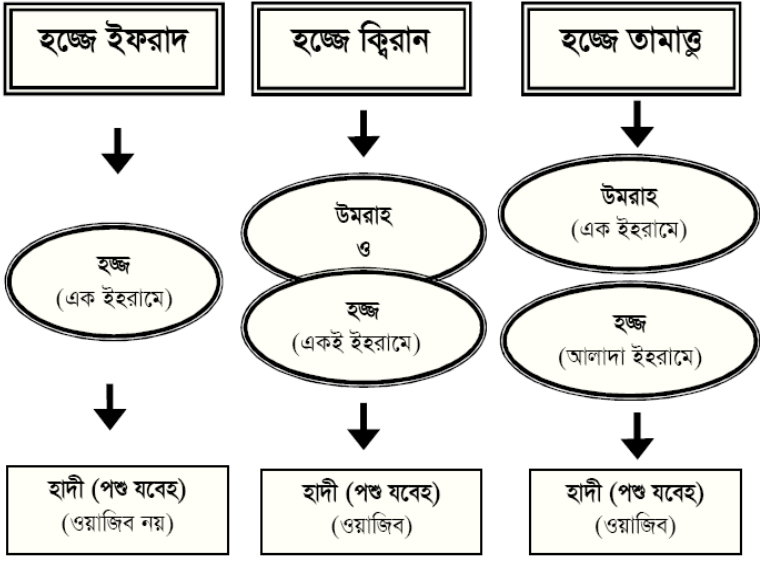 হজ্জে ইফরাদ
হজ্জ
(এক ইহরামে)
হাদী (পশু যবেহ)
(ওয়াজিব নয়)
হজ্জে ক্বিরান
উমরাহ
ও
হজ্জ
(একই ইহরামে)
হাদী (পশু যবেহ)
(ওয়াজিব)
হজ্জে তামাত্তু
উমরাহ
(এক ইহরামে)
হজ্জ
(আলাদা ইহরামে)
হাদী (পশু যবেহ)
(ওয়াজিব)